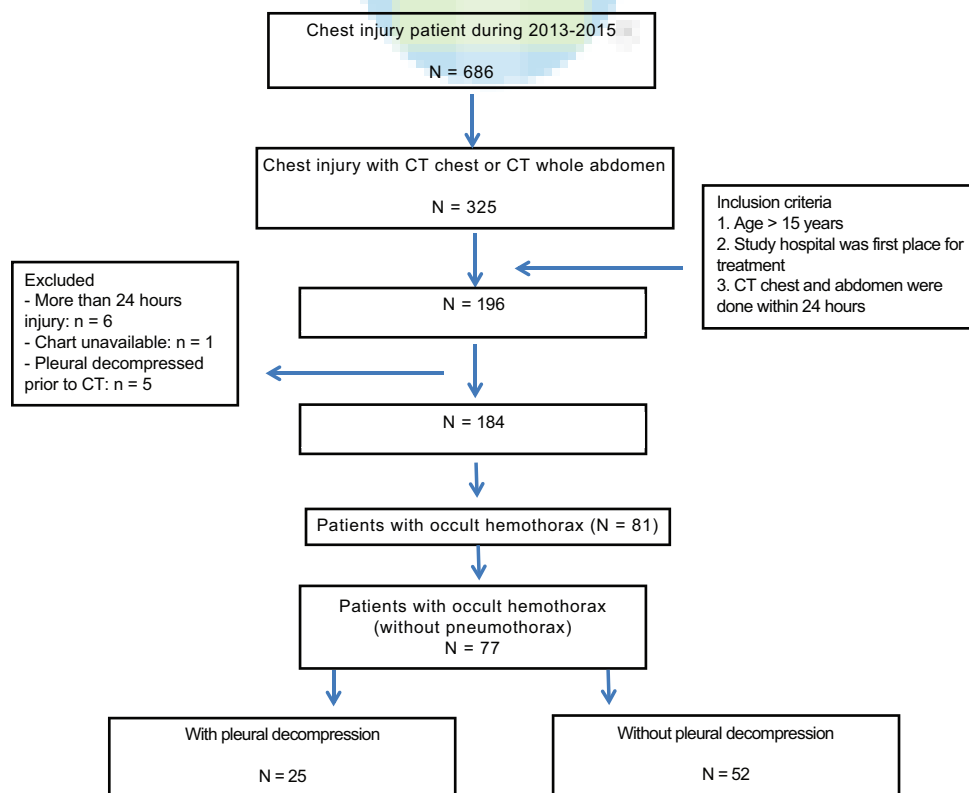 Chest injury patient during 2013-2015
N = 686
Chest injury with CT chest or CT whole abdomen
N = 325
Inclusion criteria
1. Age > 15 years
2. Study hospital was first place for
treatment
3. CT chest and abdomen were
done within 24 hours
N = 196
Excluded
- More than 24 hours
injury: n = 6
- Chart unavailable: n = 1
- Pleural decompressed
prior to CT: n = 5
N = 184
Patients with occult hemothorax (N = 81)
Patients with occult hemothorax
(without pneumothorax)
N = 77
With pleural decompression
N = 25
Without pleural decompression
N = 52